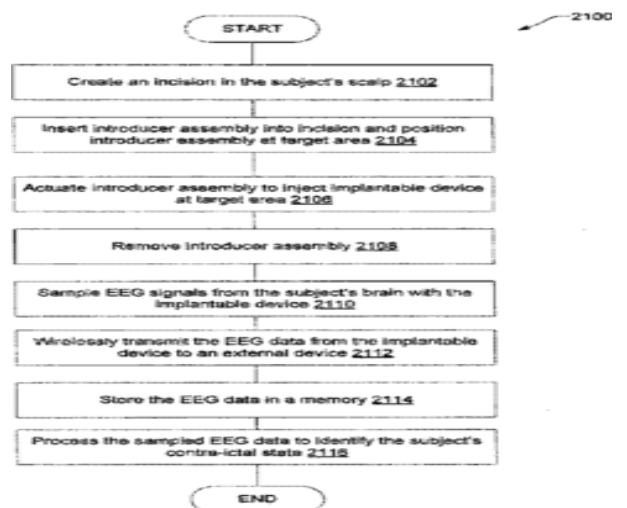 2100
START
Create an incision in the subject's scalp 2102
Insert introducer assembly into incision and position
introducer assembly at target area 2104
Actuate introducer assembly to inject implantable device
at target area 2106
Remove introducer assembly 2108
Sample EEG signals from the subject's brain with the
implantable device 2110
Wirelessly transmit the EEG data from the implantable
device to an external device 2112
Store the EEG data in a memory 2114
Process the sampled EEG data to identify the subject's
contra-ictal state 2116
END